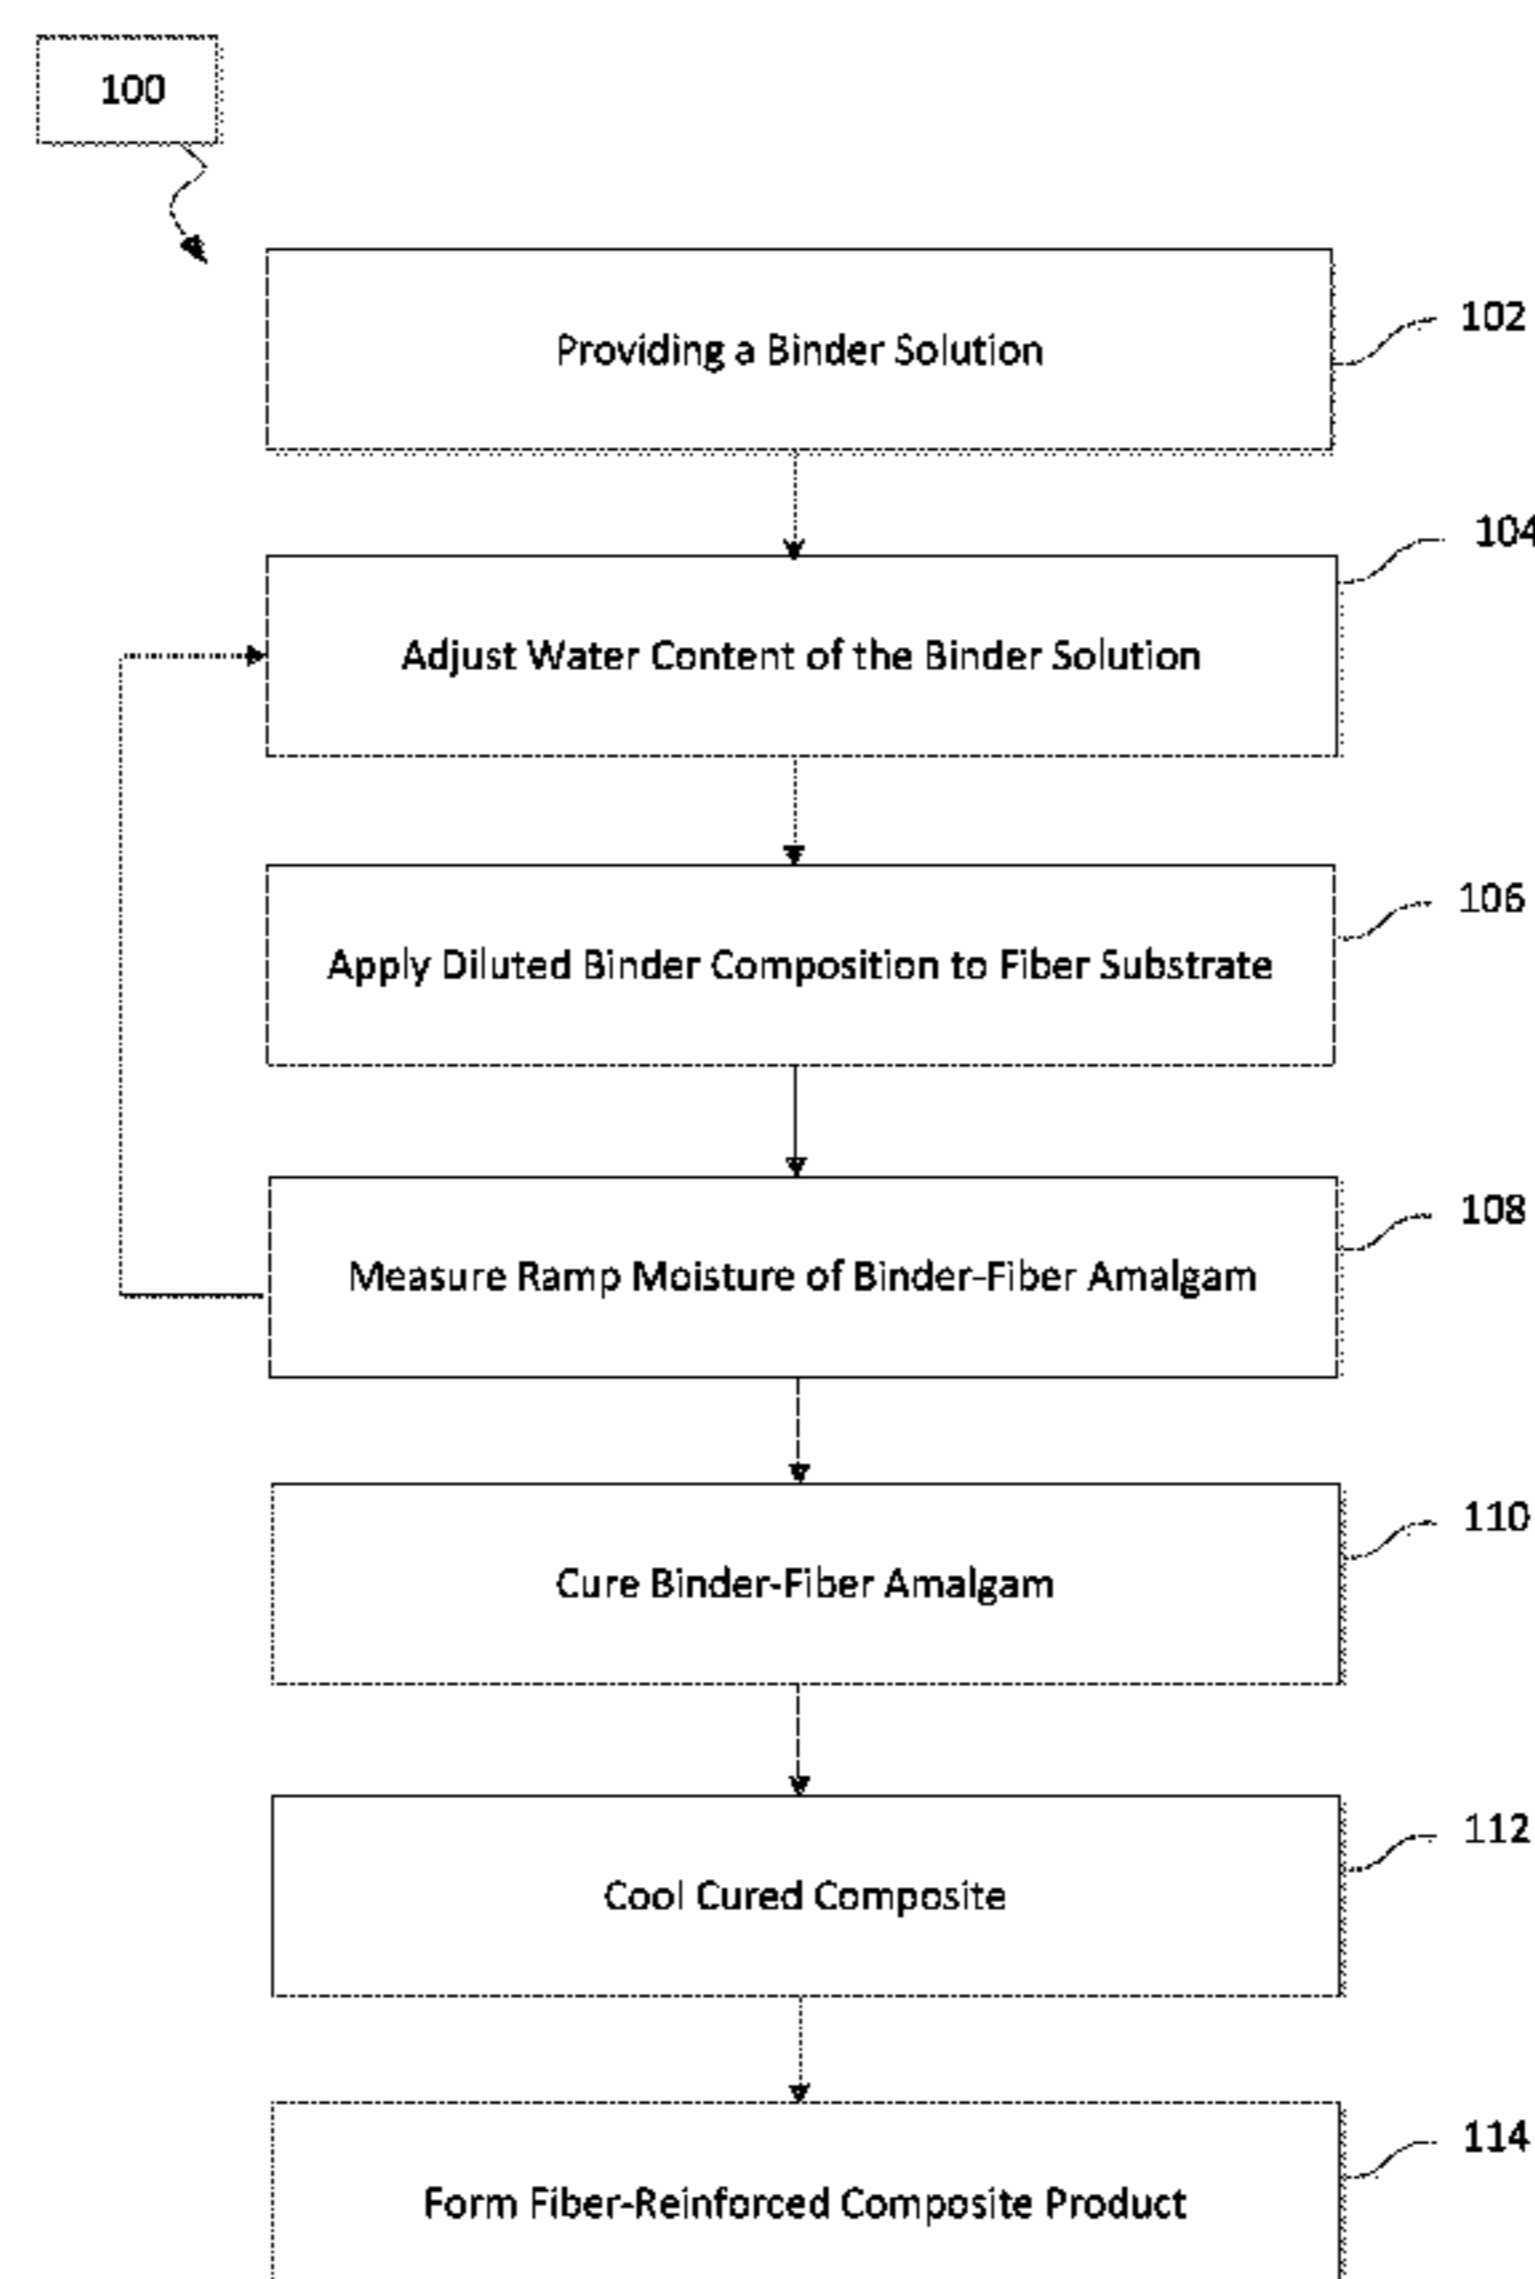 100
Providing a Binder Solution
102
Adjust Water Content of the Binder Solution
104
Apply Diluted Binder Composition to Fiber Substrate
106
Measure Ramp Moisture of Binder-Fiber Amalgam
108
Cure Binder-Fiber Amalgam
110
Cool Cured Composite
112
Form Fiber-Reinforced Composite Product
114